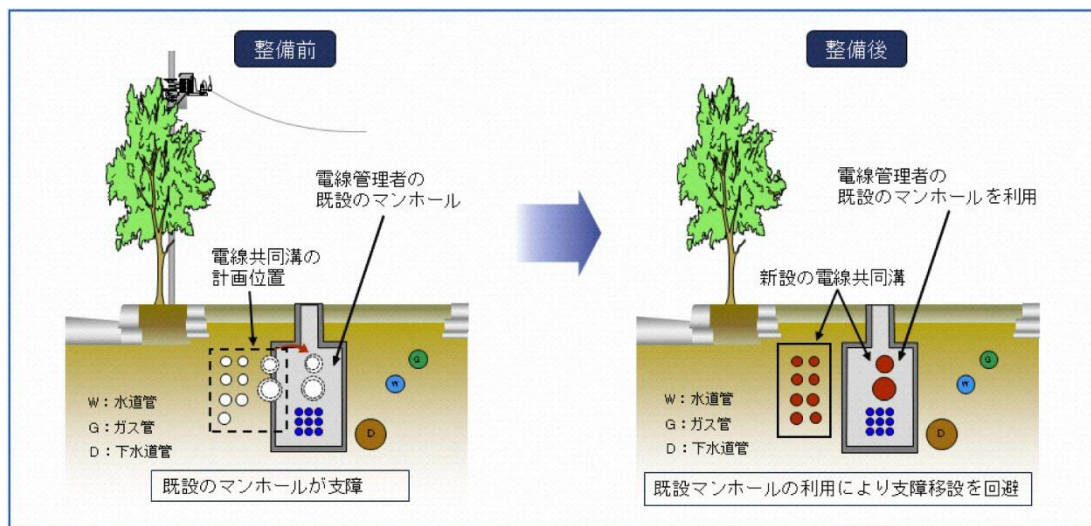 整備前
電線管理者の
既設のマンホール
電線共同溝の
計画位置
G
W
D
W:水道管
G:ガス管
D:下水道管
既設のマンホールが支障
整備後
電線管理者の
既設のマンホールを利用
新設の電線共同溝
G
W
D
W:水道管
G:ガス管
D:下水道管
既設マンホールの利用により支障移設を回避